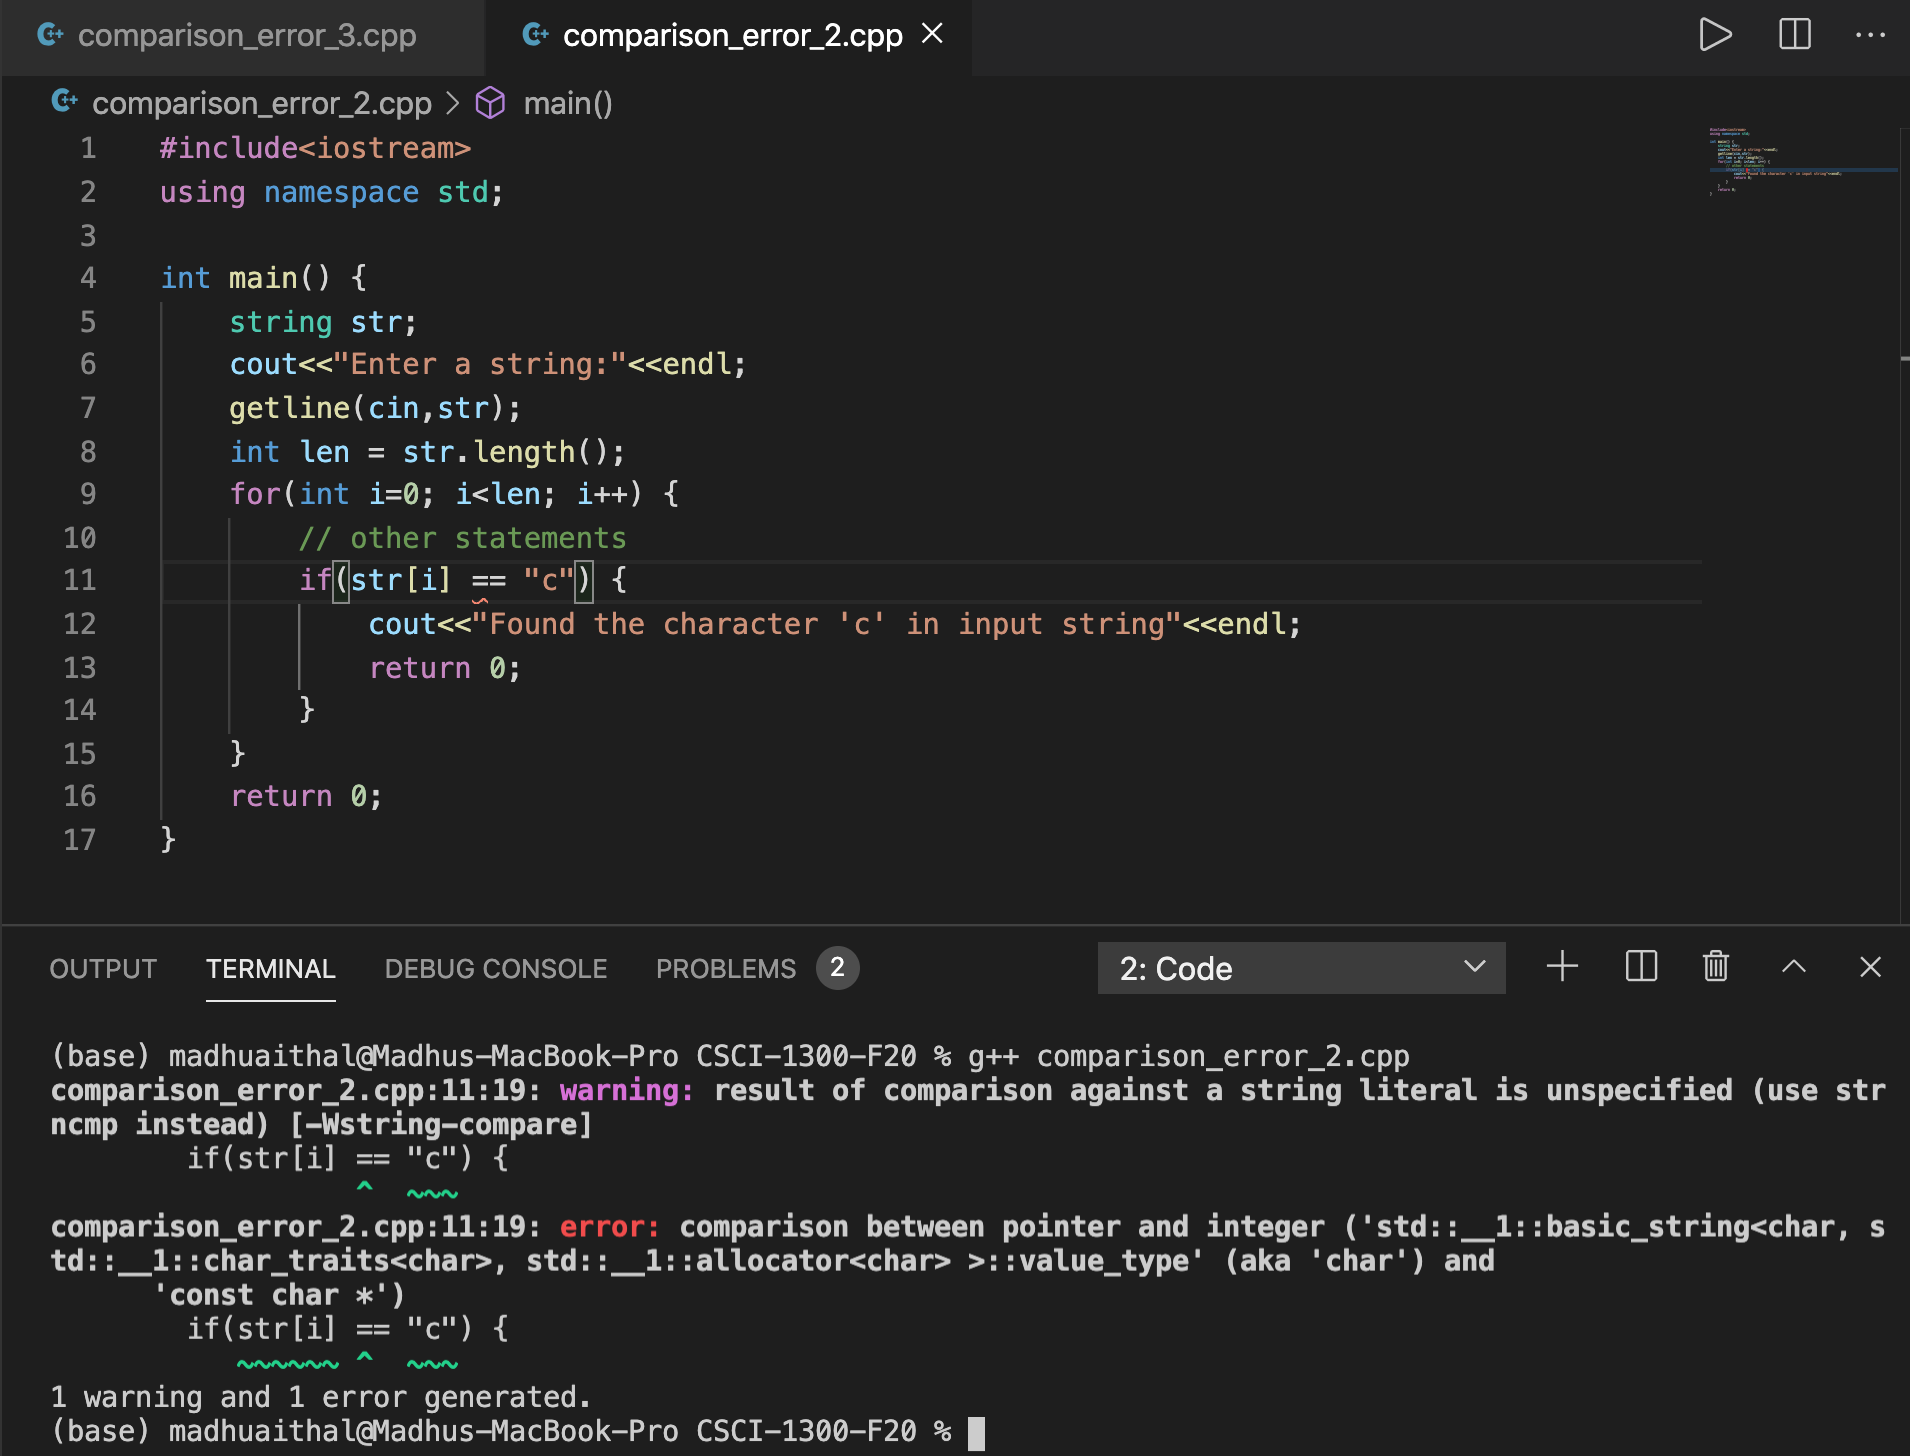 comparison_error_3.cpp
comparison_error_2.cpp
comparison_error_2.cpp > main()
1 #include<iostream>
2 using namespace std;
3
4 int main() {
5     string str;
6     cout<<"Enter a string:"<<endl;
7     getline(cin,str);
8     int len = str.length();
9     for(int i=0; i<len; i++) {
10         // other statements
11         if(str[i] == "c") {
12             cout<<"Found the character 'c' in input string"<<endl;
13             return 0;
14         }
15     }
16     return 0;
17 }
OUTPUT TERMINAL DEBUG CONSOLE PROBLEMS 2 2: Code
(base) madhuaithal@Madhus-MacBook-Pro CSCI-1300-F20 % g++ comparison_error_2.cpp
comparison_error_2.cpp:11:19: warning: result of comparison against a string literal is unspecified (use str
ncmp instead) [-Wstring-compare]
        if(str[i] == "c") {
                  ^  ~~~
comparison_error_2.cpp:11:19: error: comparison between pointer and integer ('std::__1::basic_string<char, s
td::__1::char_traits<char>, std::__1::allocator<char> >::value_type' (aka 'char') and
      'const char *')
        if(str[i] == "c") {
           ~~~~~~ ^  ~~~
1 warning and 1 error generated.
(base) madhuaithal@Madhus-MacBook-Pro CSCI-1300-F20 %